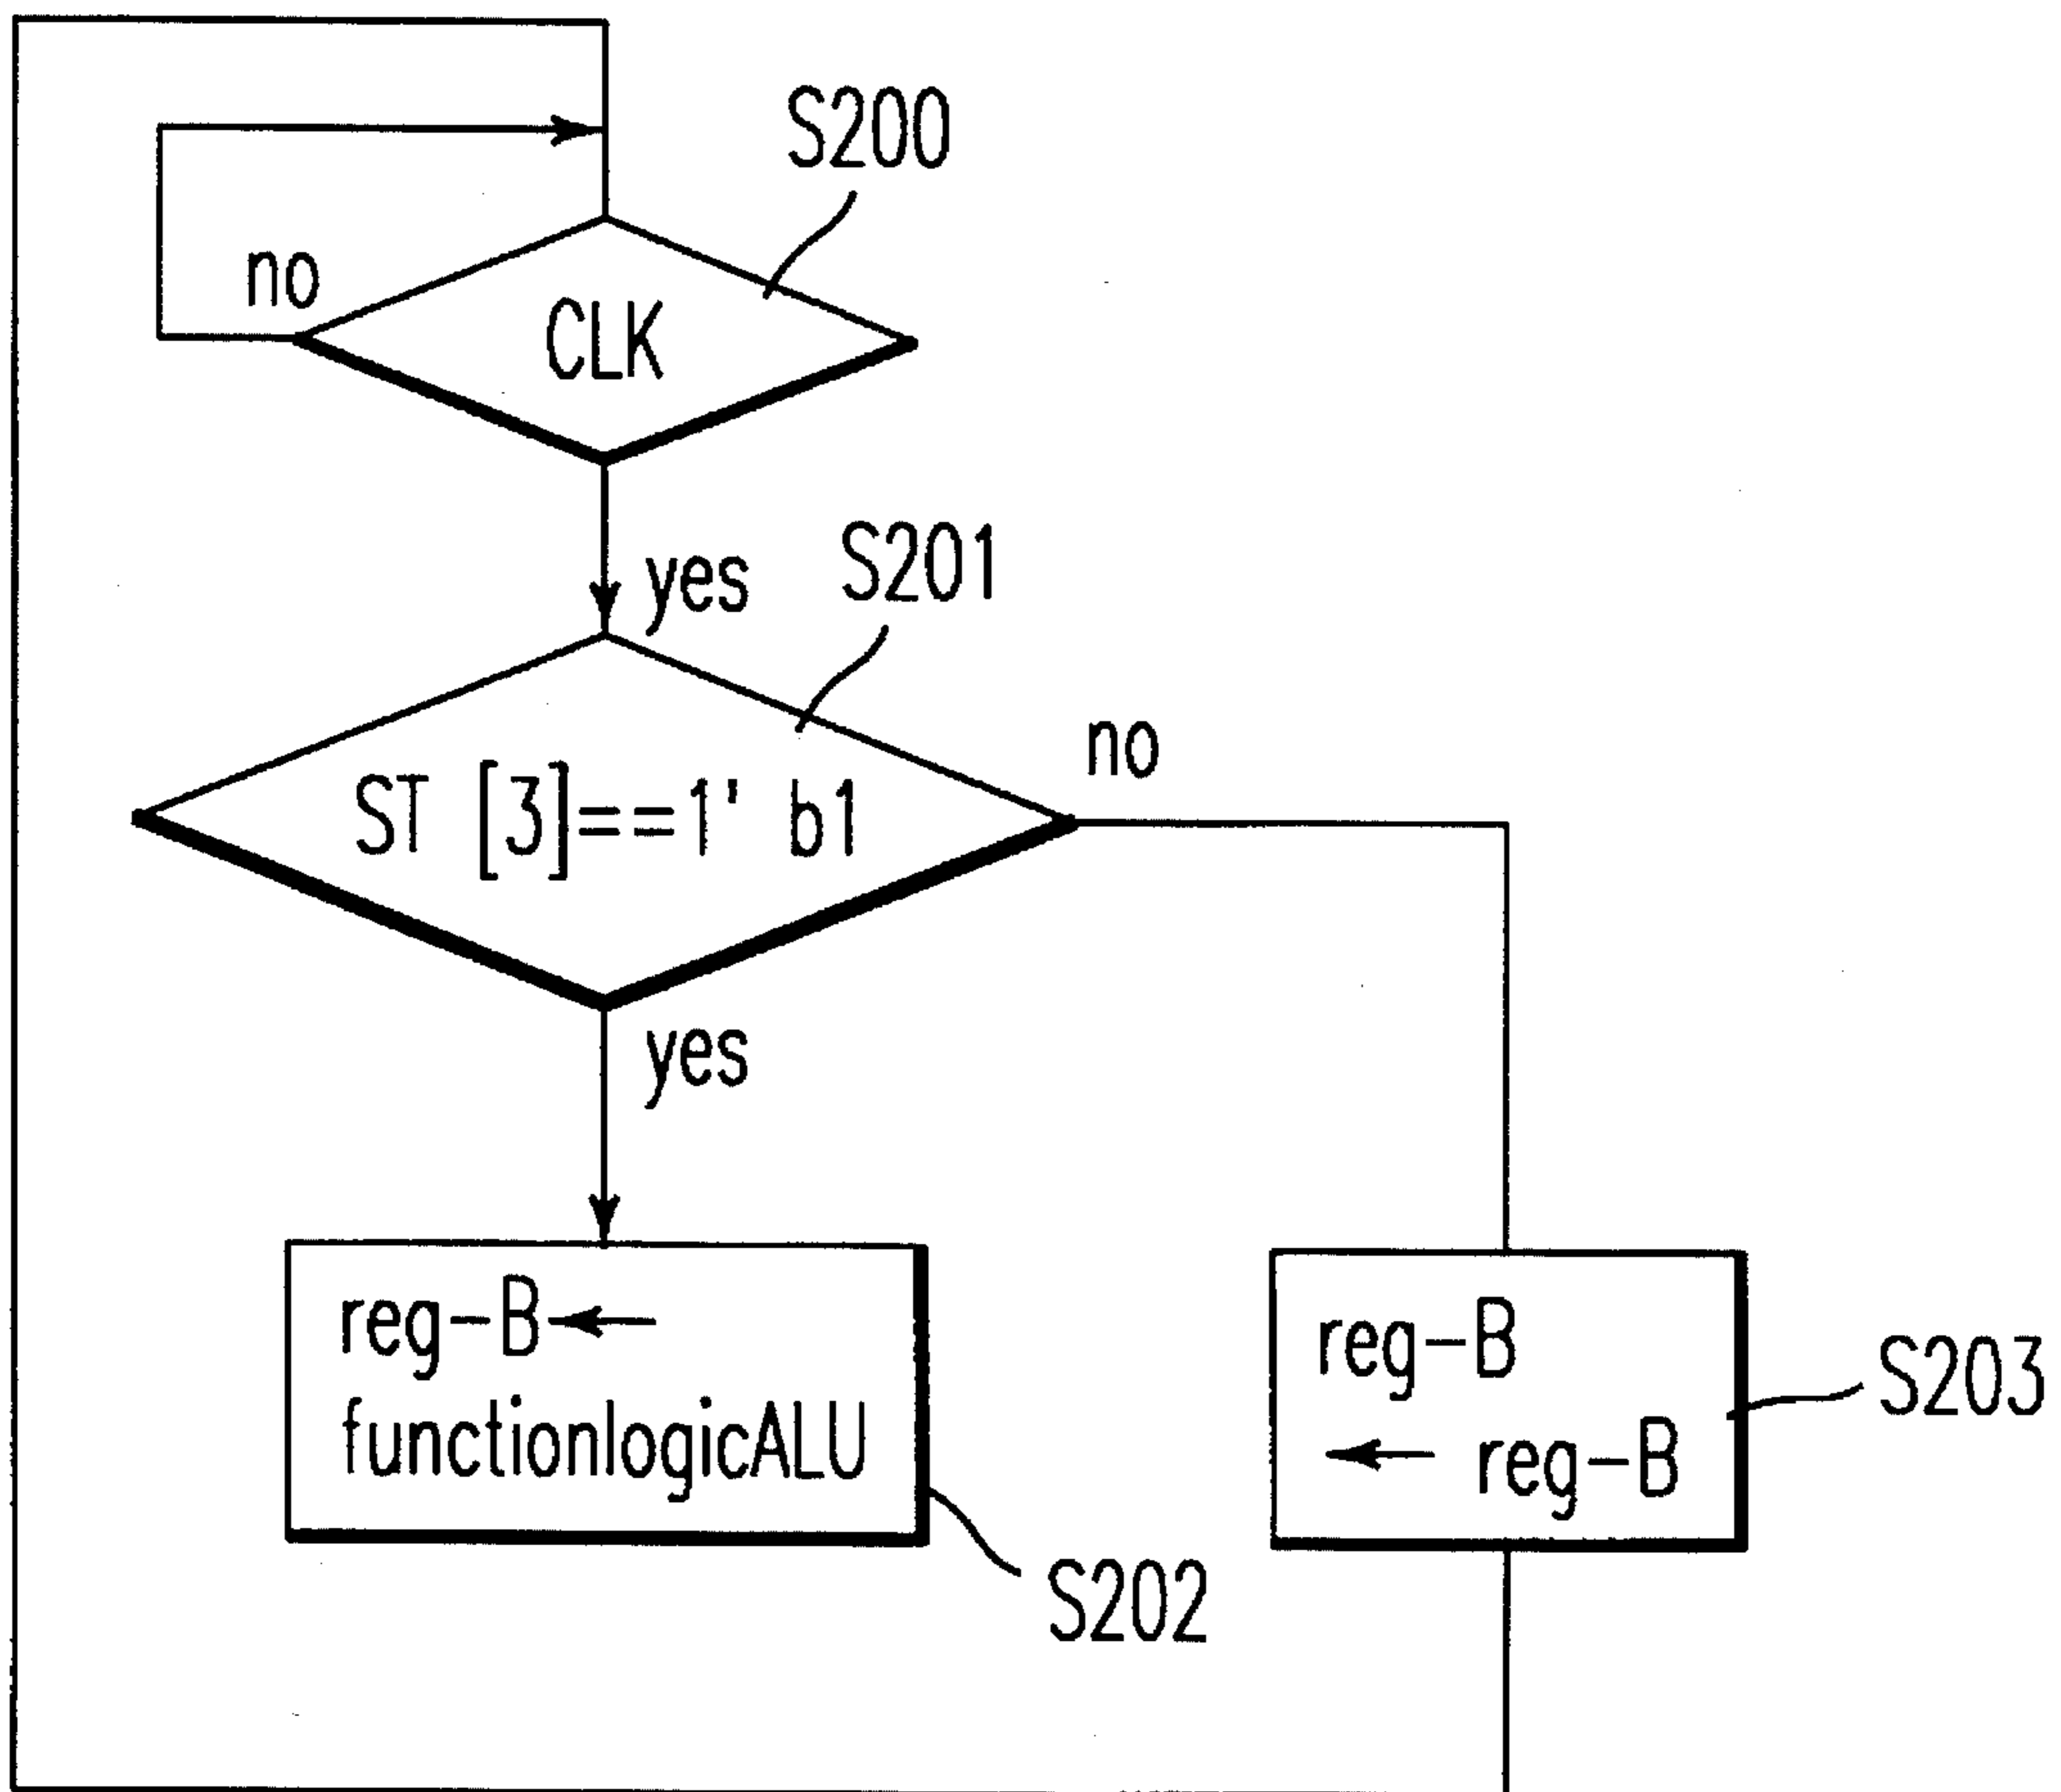 S200
no
CLK
yes
S201
no
ST [3]==1' b1
yes
reg-B←
functionlogicALU
S202
reg-B
← reg-B
S203